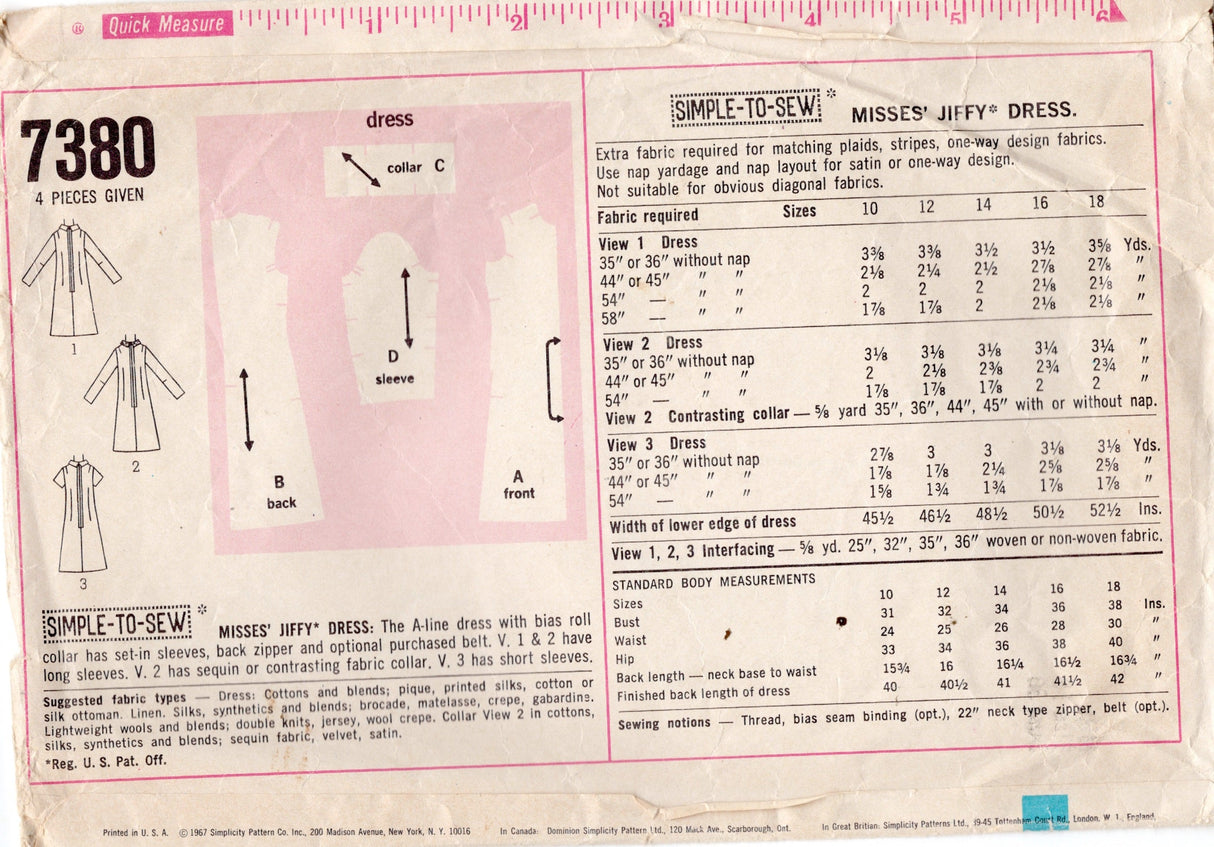 ® Quick Measure 1 2 3 4 5 6
7380
4 PIECES GIVEN
1
2
3
dress
collar C
D
sleeve
B
back
A
front
SIMPLE-TO-SEW* MISSES' JIFFY* DRESS: The A-line dress with bias roll
collar has set-in sleeves, back zipper and optional purchased belt. V. 1 & 2 have
long sleeves. V. 2 has sequin or contrasting fabric collar. V. 3 has short sleeves.
Suggested fabric types — Dress: Cottons and blends; pique, printed silks, cotton or
silk ottoman. Linen. Silks, synthetics and blends; brocade, matelasse, crepe, gabardine.
Lightweight wools and blends; double knits, jersey, wool crepe. Collar View 2 in cottons,
silks, synthetics and blends; sequin fabric, velvet, satin.
*Reg. U. S. Pat. Off.
SIMPLE-TO-SEW* MISSES' JIFFY* DRESS.
Extra fabric required for matching plaids, stripes, one-way design fabrics.
Use nap yardage and nap layout for satin or one-way design.
Not suitable for obvious diagonal fabrics.
Fabric required Sizes 10 12 14 16 18
View 1 Dress
35" or 36" without nap 3⅜ 3⅜ 3½ 3½ 3⅝ Yds.
44" or 45" " " 2⅛ 2¼ 2½ 2⅞ 2⅞ "
54" — " " 2 2 2 2⅛ 2⅛ "
58" — " " 1⅞ 1⅞ 2 2⅛ 2⅛ "
View 2 Dress
35" or 36" without nap 3⅛ 3⅛ 3⅛ 3¼ 3¼ "
44" or 45" " " 2 2⅛ 2⅜ 2¾ 2¾ "
54" — " " 1⅞ 1⅞ 1⅞ 2 2 "
View 2 Contrasting collar — ⅝ yard 35", 36", 44", 45" with or without nap.
View 3 Dress
35" or 36" without nap 2⅞ 3 3 3⅛ 3⅛ Yds.
44" or 45" " " 1⅞ 1⅞ 2¼ 2⅝ 2⅝ "
54" — " " 1⅝ 1¾ 1¾ 1⅞ 1⅞ "
Width of lower edge of dress 45½ 46½ 48½ 50½ 52½ Ins.
View 1, 2, 3 Interfacing — ⅝ yd. 25", 32", 35", 36" woven or non-woven fabric.
STANDARD BODY MEASUREMENTS
Sizes 10 12 14 16 18
Bust 31 32 34 36 38 Ins.
Waist 24 25 26 28 30 "
Hip 33 34 36 38 40 "
Back length — neck base to waist 15¾ 16 16¼ 16½ 16¾ "
Finished back length of dress 40 40½ 41 41½ 42 "
Sewing notions — Thread, bias seam binding (opt.), 22" neck type zipper, belt (opt.).
Printed in U. S. A. © 1967 Simplicity Pattern Co. Inc., 200 Madison Avenue, New York, N. Y. 10016 In Canada: Dominion Simplicity Pattern Ltd., 120 Mack Ave., Scarborough, Ont. In Great Britian: Simplicity Patterns Ltd., 39-45 Tottenham Court Rd., London, W. 1., England.